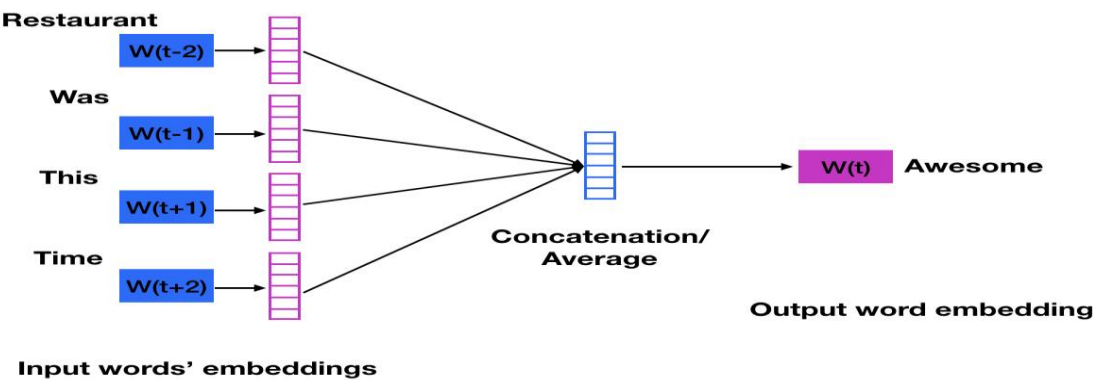 Restaurant
W(t-2)
Was
W(t-1)
This
W(t+1)
Time
W(t+2)
Input words’ embeddings
Concatenation/
Average
W(t)
Awesome
Output word embedding